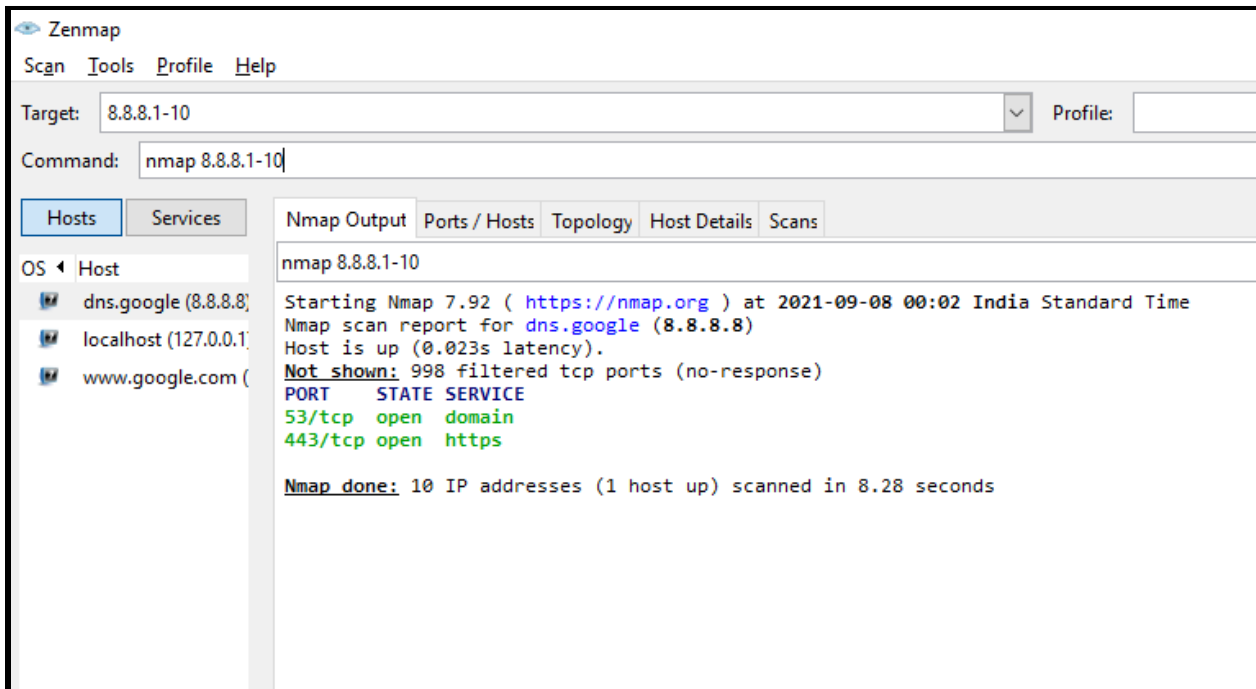 Zenmap
Scan Tools Profile Help
Target: 8.8.8.1-10 Profile:
Command: nmap 8.8.8.1-10
Hosts Services
Nmap Output Ports / Hosts Topology Host Details Scans
OS Host
dns.google (8.8.8.8)
localhost (127.0.0.1)
www.google.com (
nmap 8.8.8.1-10
Starting Nmap 7.92 ( https://nmap.org ) at 2021-09-08 00:02 India Standard Time
Nmap scan report for dns.google (8.8.8.8)
Host is up (0.023s latency).
Not shown: 998 filtered tcp ports (no-response)
PORT STATE SERVICE
53/tcp open domain
443/tcp open https
Nmap done: 10 IP addresses (1 host up) scanned in 8.28 seconds